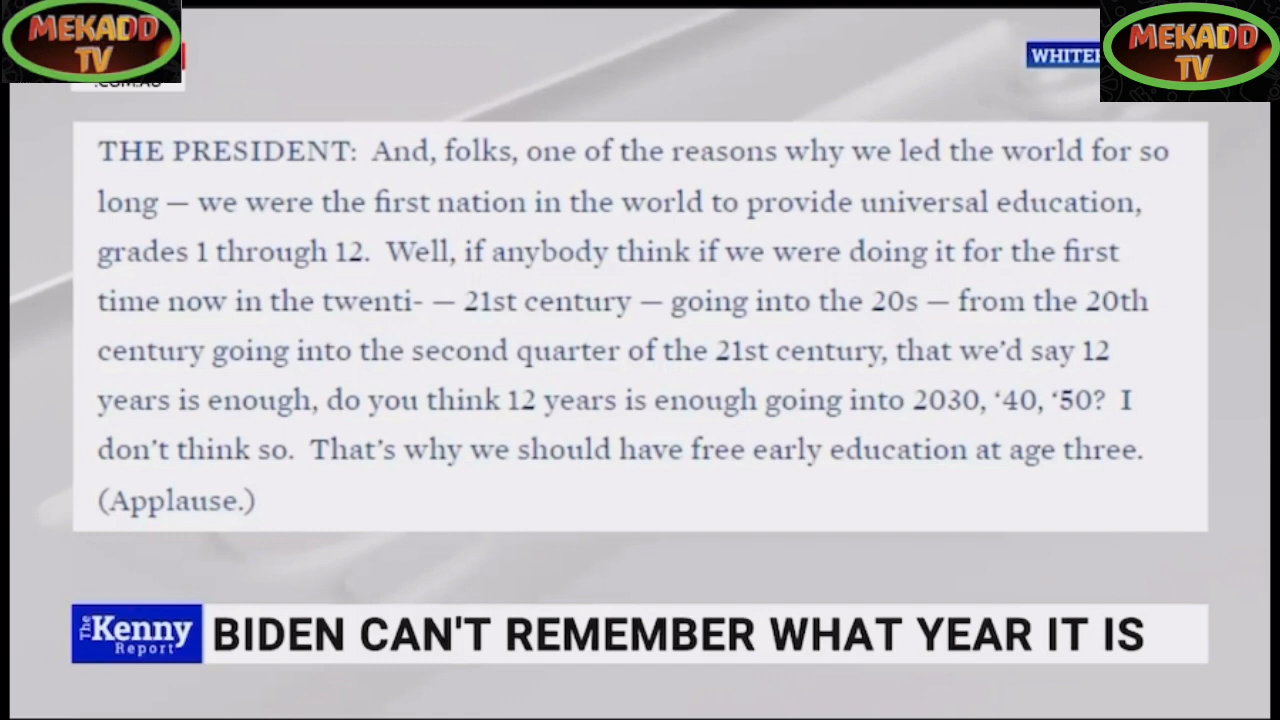 MEKADD
TV
MEKADD
TV
.COM.AU
WHITEH
THE PRESIDENT: And, folks, one of the reasons why we led the world for so
long — we were the first nation in the world to provide universal education,
grades 1 through 12. Well, if anybody think if we were doing it for the first
time now in the twenti- — 21st century — going into the 20s — from the 20th
century going into the second quarter of the 21st century, that we’d say 12
years is enough, do you think 12 years is enough going into 2030, ‘40, ‘50? I
don’t think so. That’s why we should have free early education at age three.
(Applause.)
The Kenny
Report
BIDEN CAN'T REMEMBER WHAT YEAR IT IS